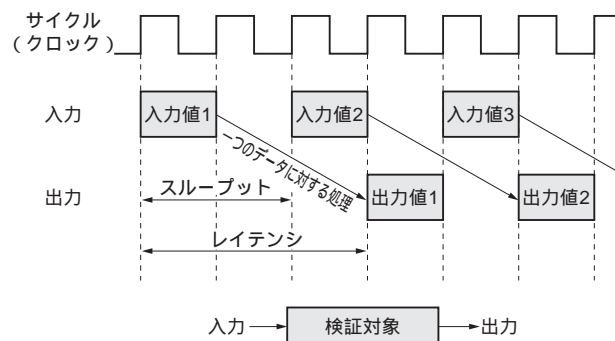 サイクル
(クロック)
入力
入力値1
入力値2
入力値3
一つのデータに対する処理
出力
スループット
出力値1
出力値2
レイテンシ
入力
検証対象
出力